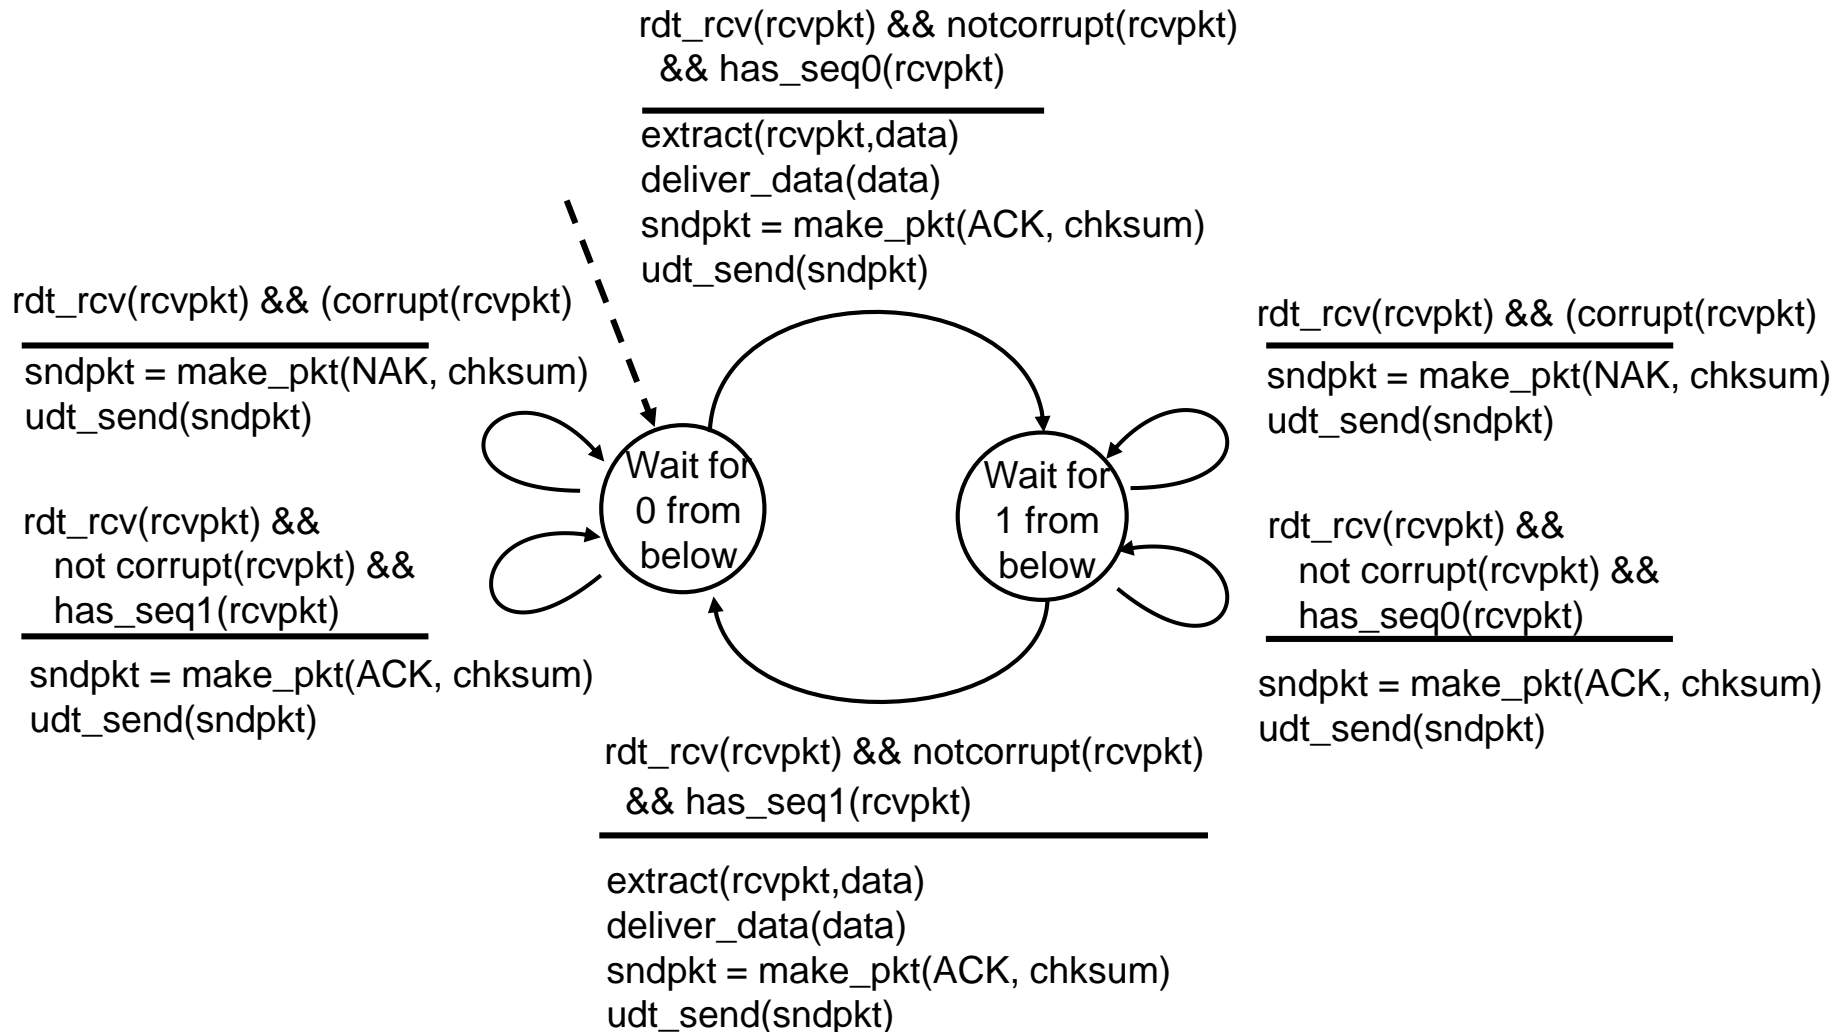 rdt_rcv(rcvpkt) && notcorrupt(rcvpkt)
&& has_seq0(rcvpkt)
extract(rcvpkt,data)
deliver_data(data)
sndpkt = make_pkt(ACK, chksum)
udt_send(sndpkt)
rdt_rcv(rcvpkt) && (corrupt(rcvpkt)
sndpkt = make_pkt(NAK, chksum)
udt_send(sndpkt)
rdt_rcv(rcvpkt) &&
not corrupt(rcvpkt) &&
has_seq1(rcvpkt)
sndpkt = make_pkt(ACK, chksum)
udt_send(sndpkt)
Wait for
0 from
below
Wait for
1 from
below
rdt_rcv(rcvpkt) && (corrupt(rcvpkt)
sndpkt = make_pkt(NAK, chksum)
udt_send(sndpkt)
rdt_rcv(rcvpkt) &&
not corrupt(rcvpkt) &&
has_seq0(rcvpkt)
sndpkt = make_pkt(ACK, chksum)
udt_send(sndpkt)
rdt_rcv(rcvpkt) && notcorrupt(rcvpkt)
&& has_seq1(rcvpkt)
extract(rcvpkt,data)
deliver_data(data)
sndpkt = make_pkt(ACK, chksum)
udt_send(sndpkt)